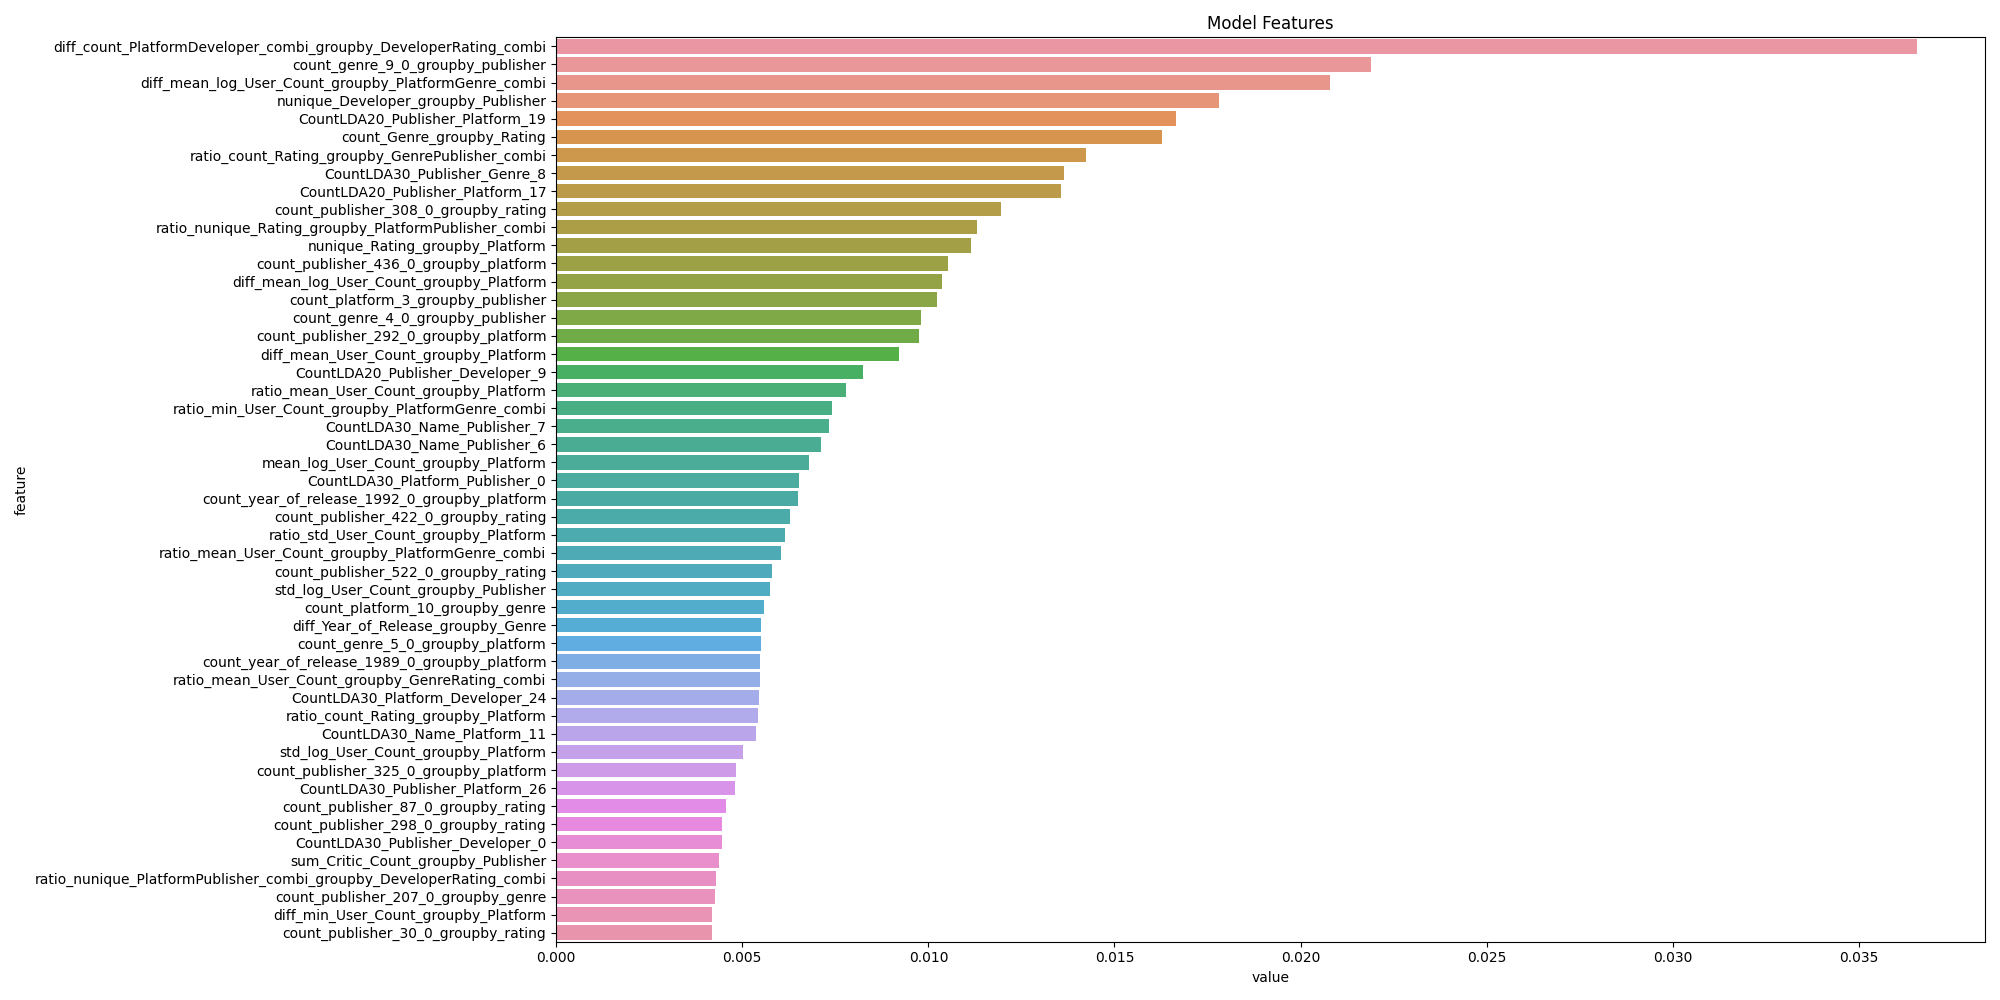 Model Features
diff_count_PlatformDeveloper_combi_groupby_DeveloperRating_combi
count_genre_9_0_groupby_publisher
diff_mean_log_User_Count_groupby_PlatformGenre_combi
nunique_Developer_groupby_Publisher
CountLDA20_Publisher_Platform_19
count_Genre_groupby_Rating
ratio_count_Rating_groupby_GenrePublisher_combi
CountLDA30_Publisher_Genre_8
CountLDA20_Publisher_Platform_17
count_publisher_308_0_groupby_rating
ratio_nunique_Rating_groupby_PlatformPublisher_combi
nunique_Rating_groupby_Platform
count_publisher_436_0_groupby_platform
diff_mean_log_User_Count_groupby_Platform
count_platform_3_groupby_publisher
count_genre_4_0_groupby_publisher
count_publisher_292_0_groupby_platform
diff_mean_User_Count_groupby_Platform
CountLDA20_Publisher_Developer_9
ratio_mean_User_Count_groupby_Platform
ratio_min_User_Count_groupby_PlatformGenre_combi
CountLDA30_Name_Publisher_7
CountLDA30_Name_Publisher_6
mean_log_User_Count_groupby_Platform
CountLDA30_Platform_Publisher_0
count_year_of_release_1992_0_groupby_platform
count_publisher_422_0_groupby_rating
ratio_std_User_Count_groupby_Platform
ratio_mean_User_Count_groupby_PlatformGenre_combi
count_publisher_522_0_groupby_rating
std_log_User_Count_groupby_Publisher
count_platform_10_groupby_genre
diff_Year_of_Release_groupby_Genre
count_genre_5_0_groupby_platform
count_year_of_release_1989_0_groupby_platform
ratio_mean_User_Count_groupby_GenreRating_combi
CountLDA30_Platform_Developer_24
ratio_count_Rating_groupby_Platform
CountLDA30_Name_Platform_11
std_log_User_Count_groupby_Platform
count_publisher_325_0_groupby_platform
CountLDA30_Publisher_Platform_26
count_publisher_87_0_groupby_rating
count_publisher_298_0_groupby_rating
CountLDA30_Publisher_Developer_0
sum_Critic_Count_groupby_Publisher
ratio_nunique_PlatformPublisher_combi_groupby_DeveloperRating_combi
count_publisher_207_0_groupby_genre
diff_min_User_Count_groupby_Platform
count_publisher_30_0_groupby_rating
feature
0.000 0.005 0.010 0.015 0.020 0.025 0.030 0.035
value